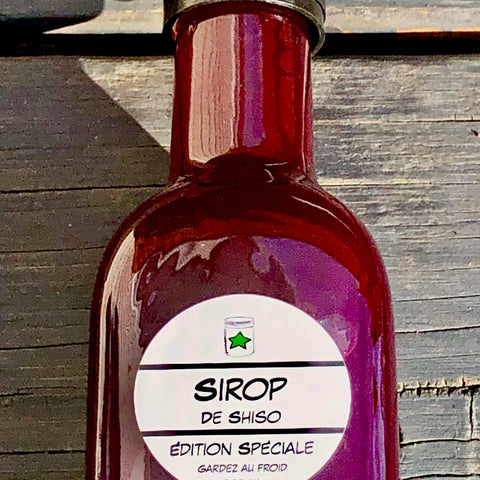 SIROP
DE SHISO
ÉDITION SPÉCIALE
GARDEZ AU FROID